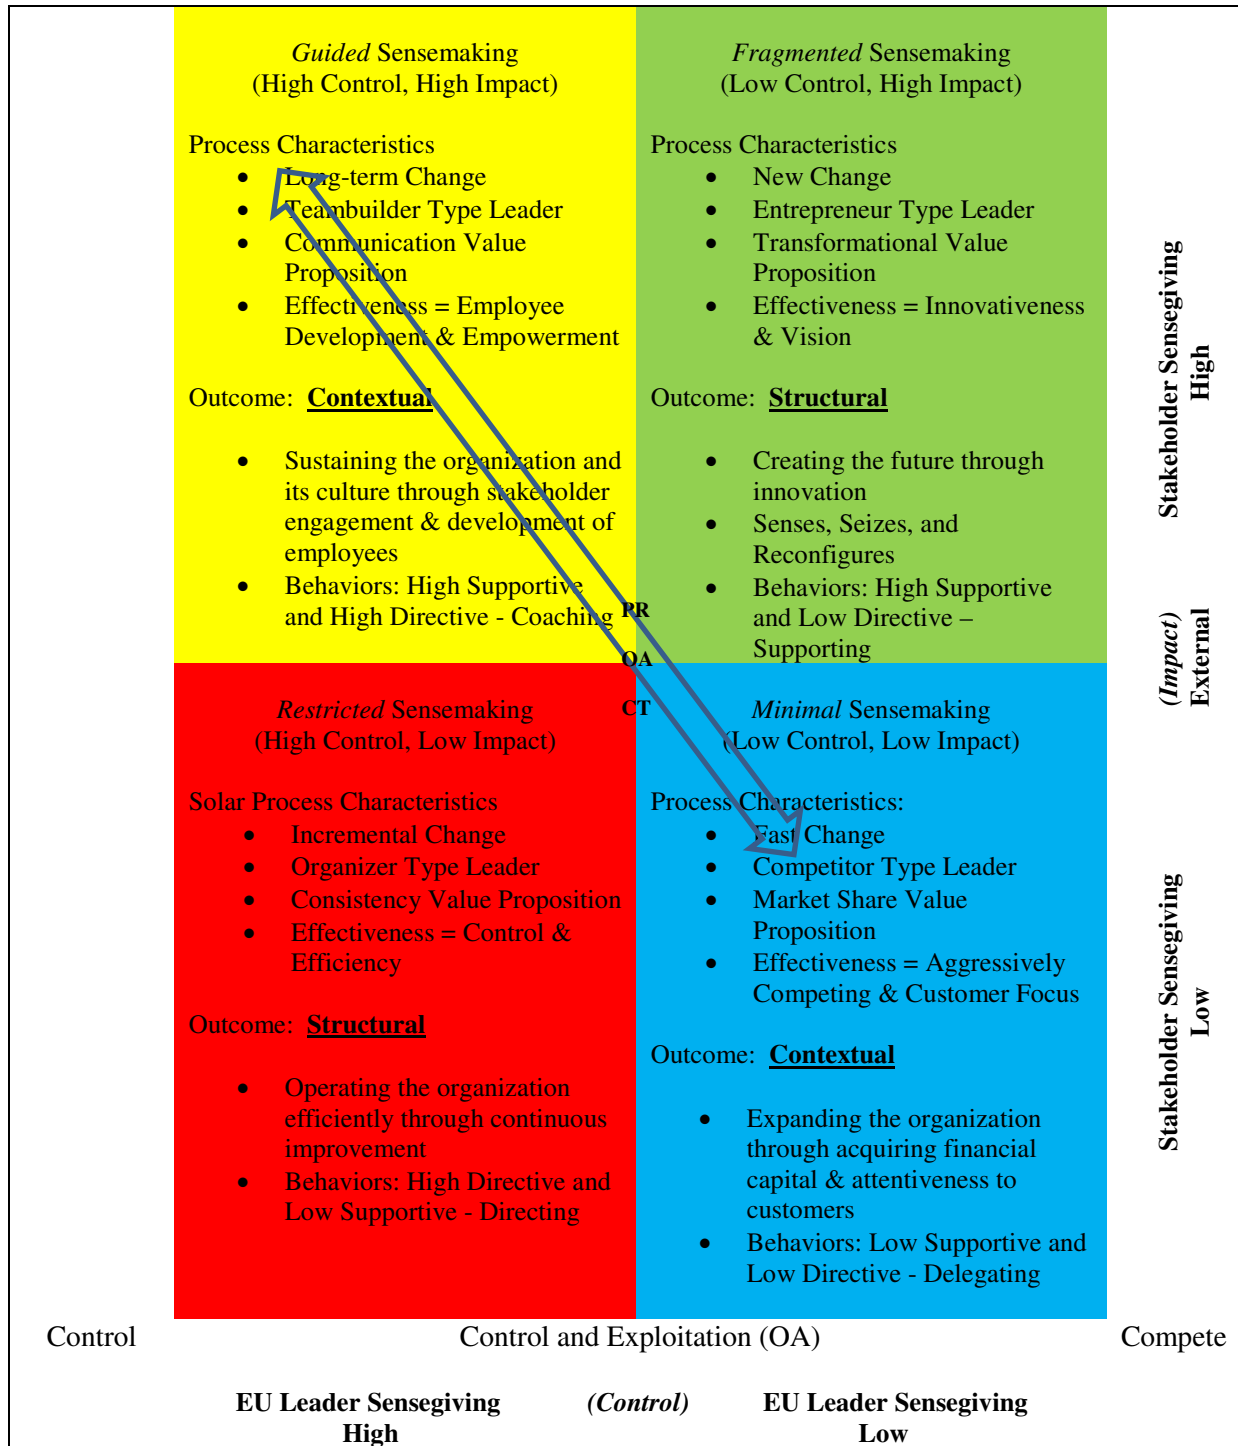 Guided Sensemaking
(High Control, High Impact)
Process Characteristics
• Long-term Change
• Teambuilder Type Leader
• Communication Value
Proposition
• Effectiveness = Employee
Development & Empowerment
Outcome: Contextual
• Sustaining the organization and
its culture through stakeholder
engagement & development of
employees
• Behaviors: High Supportive
and High Directive - Coaching
Fragmented Sensemaking
(Low Control, High Impact)
Process Characteristics
• New Change
• Entrepreneur Type Leader
• Transformational Value
Proposition
• Effectiveness = Innovativeness
& Vision
Outcome: Structural
• Creating the future through
innovation
• Senses, Seizes, and
Reconfigures
• Behaviors: High Supportive
and Low Directive –
Supporting
PR
OA
CT
Restricted Sensemaking
(High Control, Low Impact)
Solar Process Characteristics
• Incremental Change
• Organizer Type Leader
• Consistency Value Proposition
• Effectiveness = Control &
Efficiency
Outcome: Structural
• Operating the organization
efficiently through continuous
improvement
• Behaviors: High Directive and
Low Supportive - Directing
Minimal Sensemaking
(Low Control, Low Impact)
Process Characteristics:
• Fast Change
• Competitor Type Leader
• Market Share Value
Proposition
• Effectiveness = Aggressively
Competing & Customer Focus
Outcome: Contextual
• Expanding the organization
through acquiring financial
capital & attentiveness to
customers
• Behaviors: Low Supportive and
Low Directive - Delegating
Stakeholder Sensegiving
High
(Impact)
External
Stakeholder Sensegiving
Low
Control Control and Exploitation (OA) Compete
EU Leader Sensegiving (Control) EU Leader Sensegiving
High Low